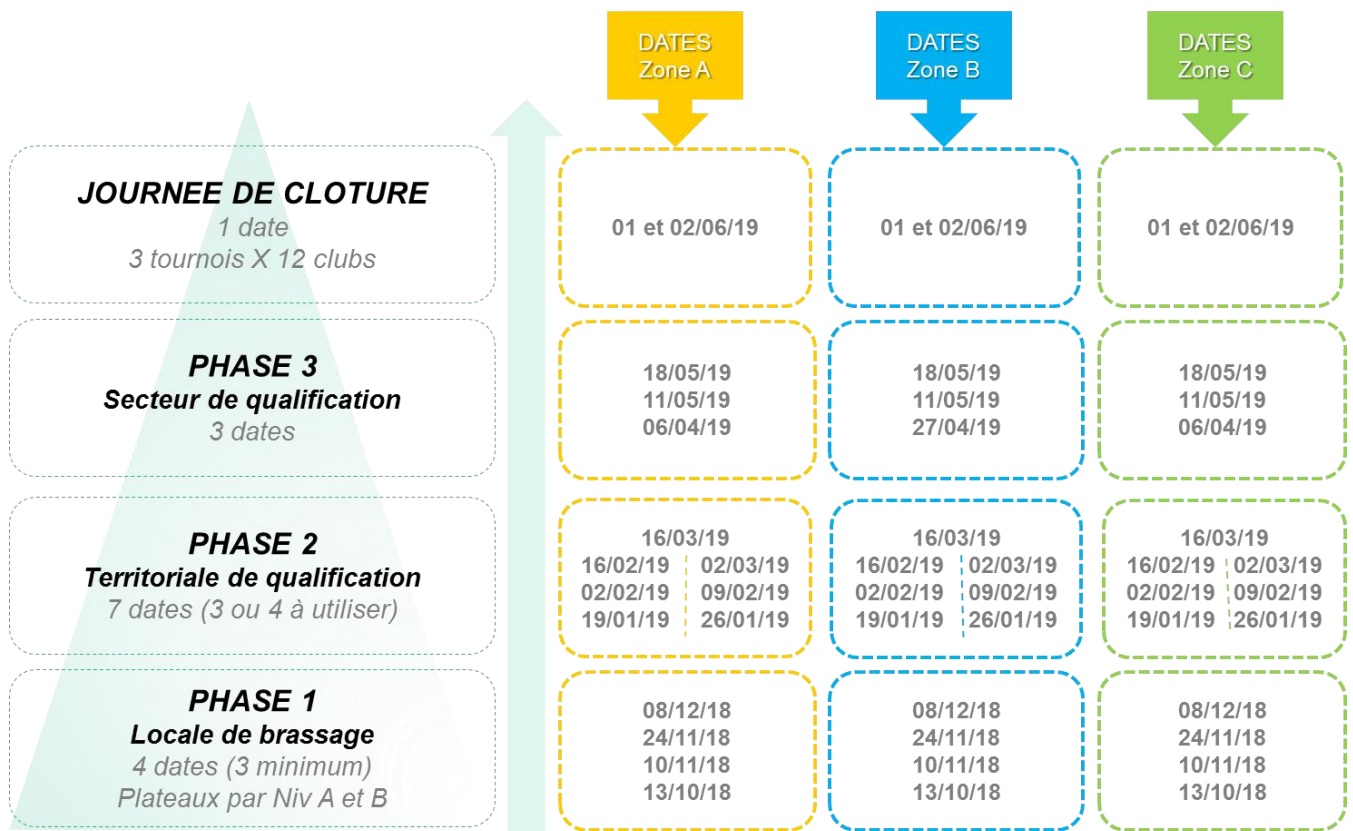 DATES
Zone A
DATES
Zone B
DATES
Zone C
JOURNEE DE CLOTURE
1 date
3 tournois X 12 clubs
01 et 02/06/19
01 et 02/06/19
01 et 02/06/19
PHASE 3
Secteur de qualification
3 dates
18/05/19
11/05/19
06/04/19
18/05/19
11/05/19
27/04/19
18/05/19
11/05/19
06/04/19
PHASE 2
Territoriale de qualification
7 dates (3 ou 4 à utiliser)
16/03/19
16/02/19 02/03/19
02/02/19 09/02/19
19/01/19 26/01/19
16/03/19
16/02/19 02/03/19
02/02/19 09/02/19
19/01/19 26/01/19
16/03/19
16/02/19 02/03/19
02/02/19 09/02/19
19/01/19 26/01/19
PHASE 1
Locale de brassage
4 dates (3 minimum)
Plateaux par Niv A et B
08/12/18
24/11/18
10/11/18
13/10/18
08/12/18
24/11/18
10/11/18
13/10/18
08/12/18
24/11/18
10/11/18
13/10/18